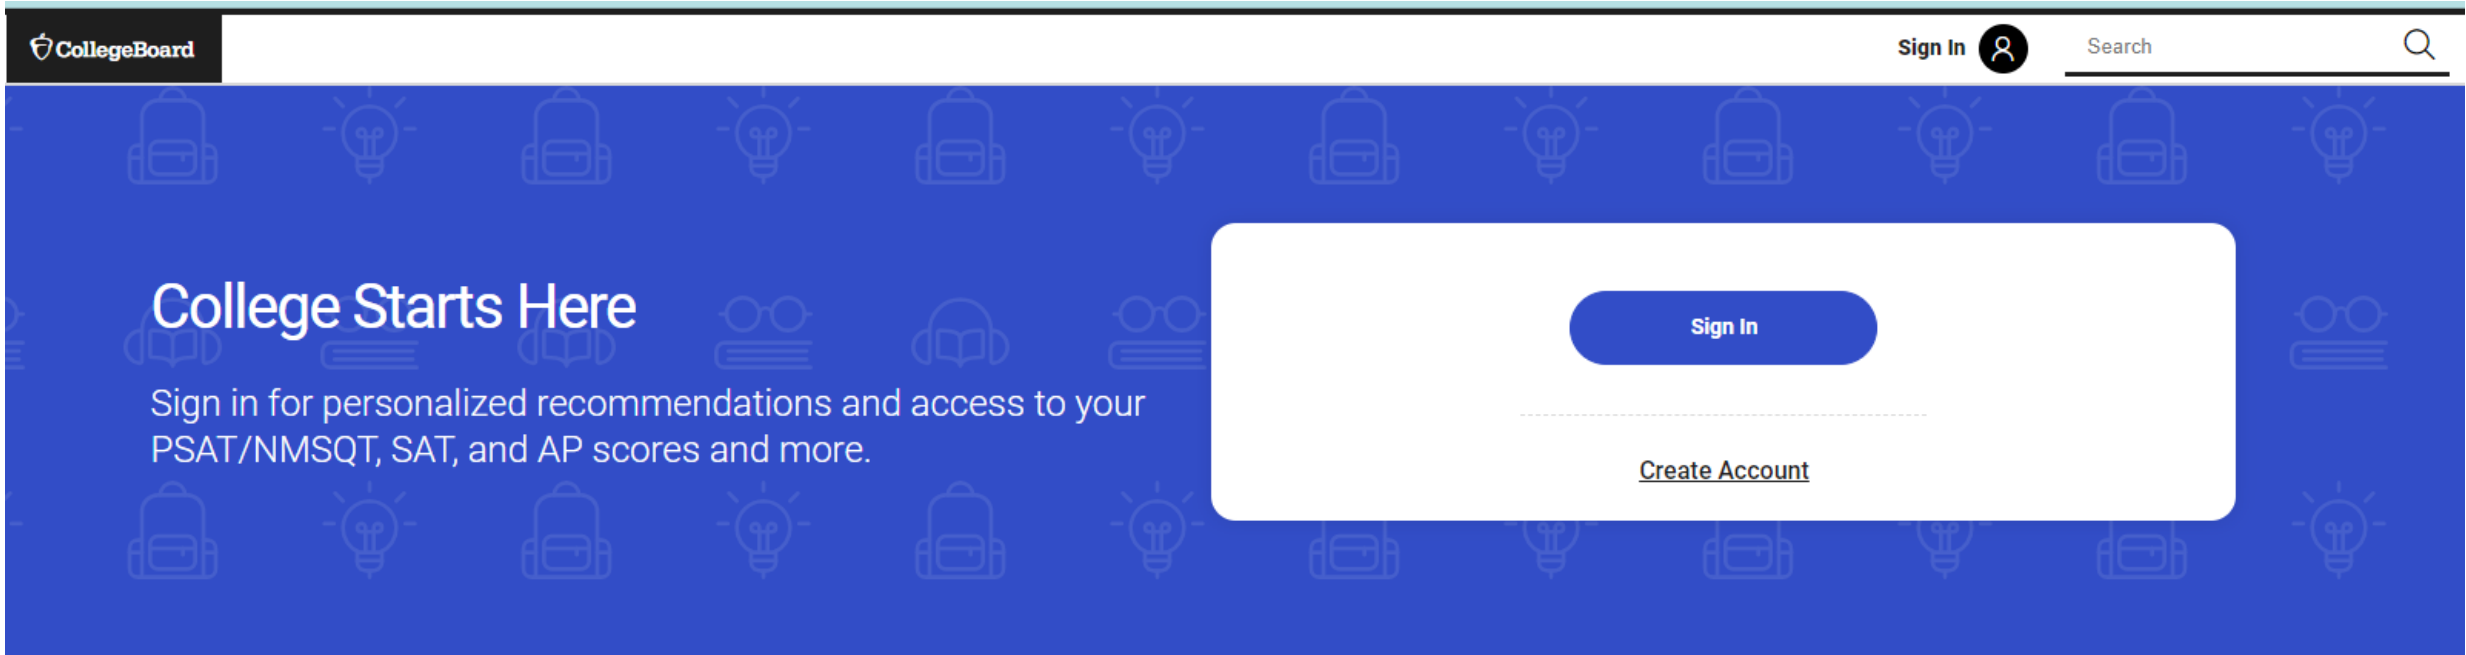 CollegeBoard
Sign In
Search
College Starts Here
Sign in for personalized recommendations and access to your
PSAT/NMSQT, SAT, and AP scores and more.
Sign In
Create Account